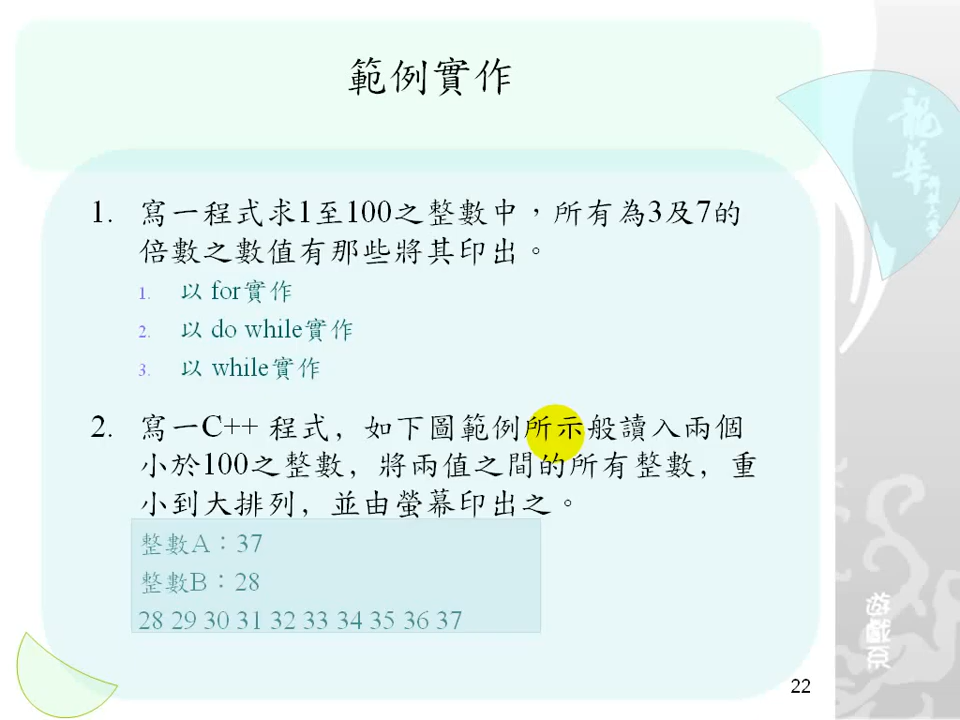 範例實作
龍華
1. 寫一程式求1至100之整數中，所有為3及7的
倍數之數值有那些將其印出。
1. 以 for實作
2. 以 do while實作
3. 以 while實作
2. 寫一C++ 程式，如下圖範例所示般讀入兩個
小於100之整數，將兩值之間的所有整數，重
小到大排列，並由螢幕印出之。
整數A：37
整數B：28
28 29 30 31 32 33 34 35 36 37
遊戲系
22